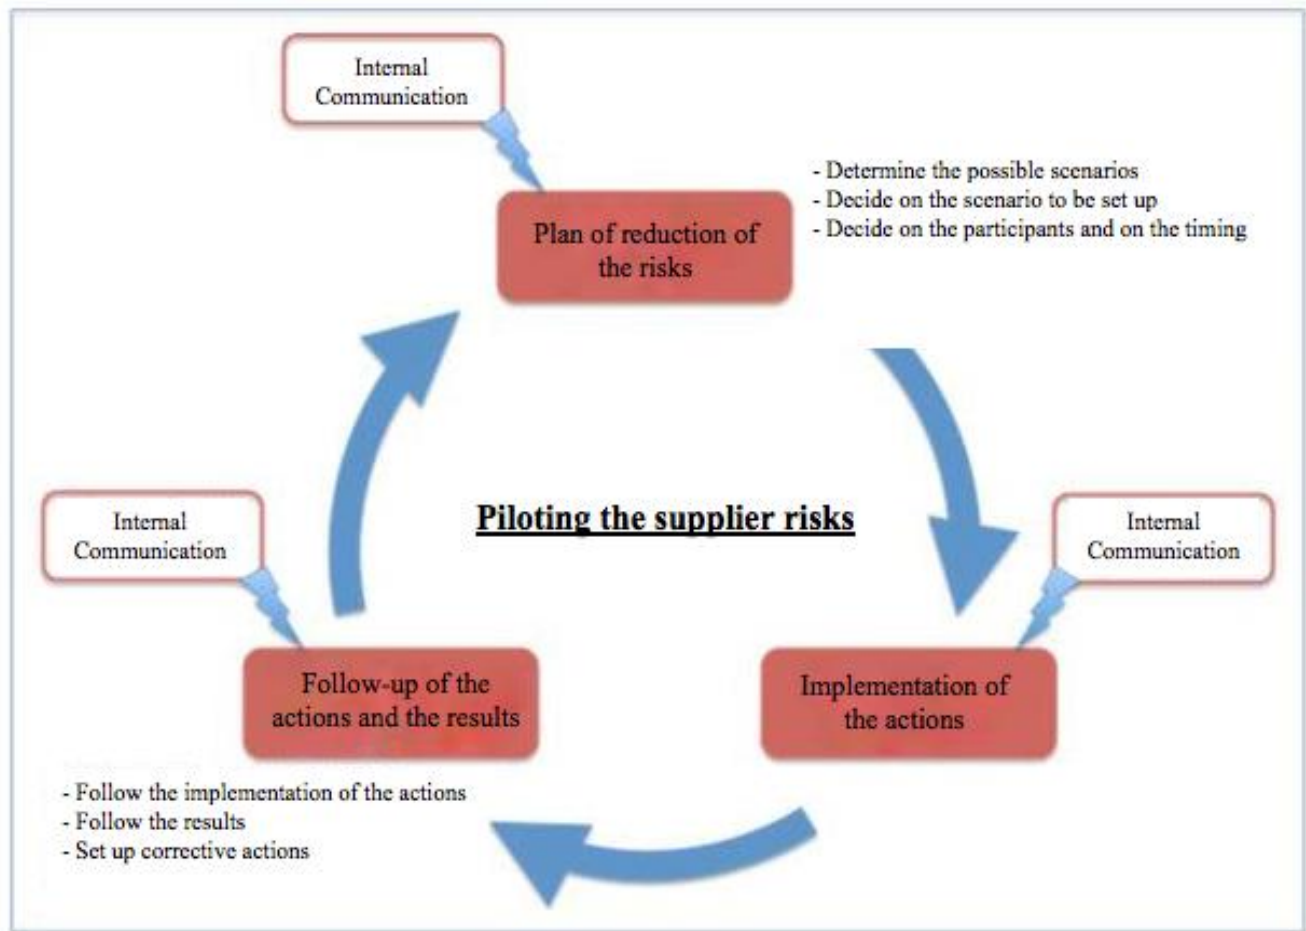 Internal
Communication
Plan of reduction of
the risks
- Determine the possible scenarios
- Decide on the scenario to be set up
- Decide on the participants and on the timing
Piloting the supplier risks
Internal
Communication
Internal
Communication
Follow-up of the
actions and the results
Implementation of
the actions
- Follow the implementation of the actions
- Follow the results
- Set up corrective actions